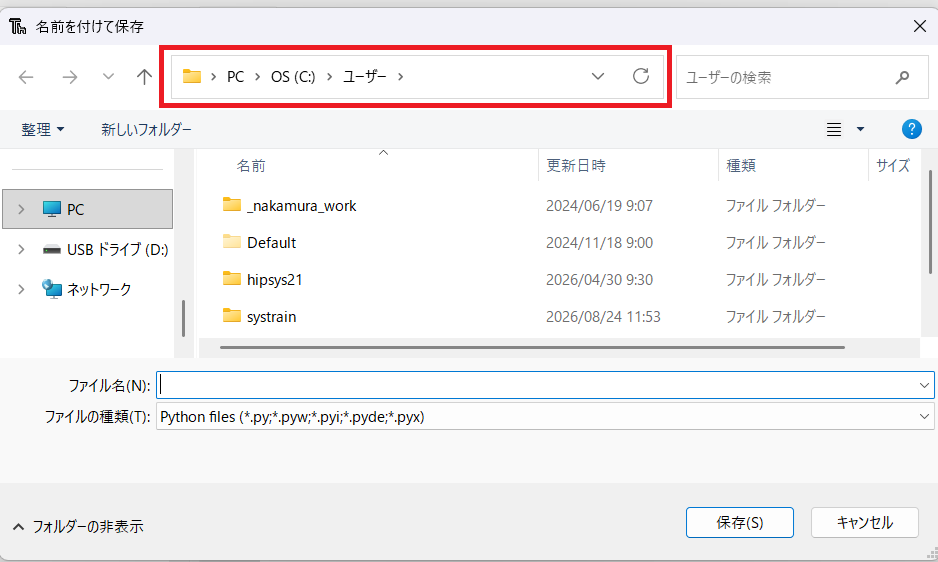 名前を付けて保存
PC > OS (C:) > ユーザー >
ユーザーの検索
整理 新しいフォルダー
名前 更新日時 種類 サイズ
_nakamura_work 2024/06/19 9:07 ファイル フォルダー
Default 2024/11/18 9:00 ファイル フォルダー
hipsys21 2026/04/30 9:30 ファイル フォルダー
systrain 2026/08/24 11:53 ファイル フォルダー
PC
USB ドライブ (D:)
ネットワーク
ファイル名(N):
ファイルの種類(T): Python files (*.py;*.pyw;*.pyi;*.pyde;*.pyx)
フォルダーの非表示
保存(S) キャンセル